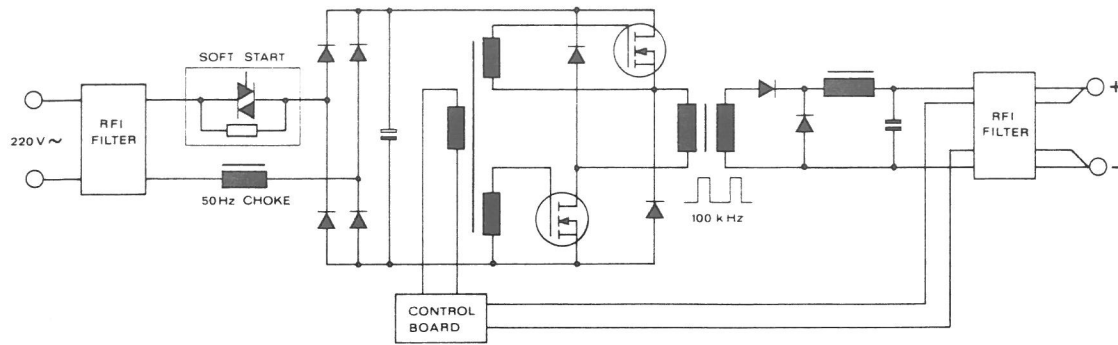 SOFT START
220 V ~
RFI
FILTER
50 Hz CHOKE
100 k Hz
CONTROL
BOARD
RFI
FILTER
+
-